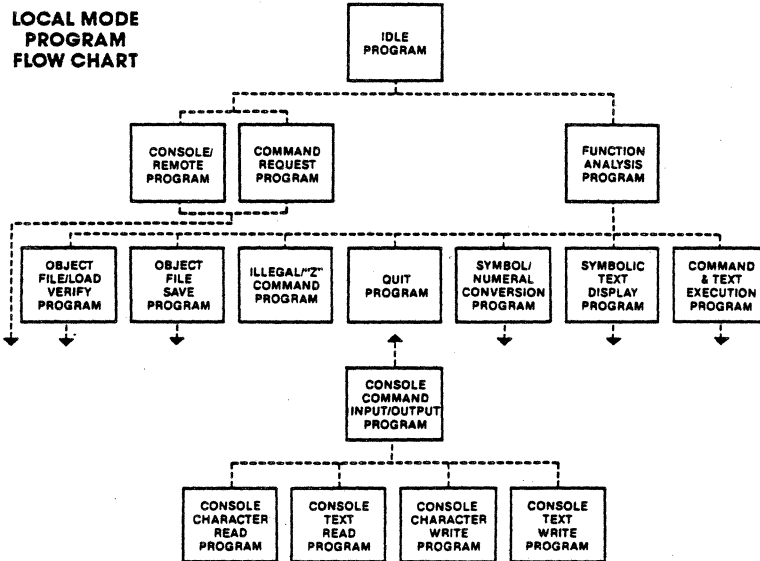 LOCAL MODE
PROGRAM
FLOW CHART
IDLE
PROGRAM
CONSOLE/
REMOTE
PROGRAM
COMMAND
REQUEST
PROGRAM
FUNCTION
ANALYSIS
PROGRAM
OBJECT
FILE/LOAD
VERIFY
PROGRAM
OBJECT
FILE
SAVE
PROGRAM
ILLEGAL/"Z"
COMMAND
PROGRAM
QUIT
PROGRAM
SYMBOL/
NUMERAL
CONVERSION
PROGRAM
SYMBOLIC
TEXT
DISPLAY
PROGRAM
COMMAND
& TEXT
EXECUTION
PROGRAM
CONSOLE
COMMAND
INPUT/OUTPUT
PROGRAM
CONSOLE
CHARACTER
READ
PROGRAM
CONSOLE
TEXT
READ
PROGRAM
CONSOLE
CHARACTER
WRITE
PROGRAM
CONSOLE
TEXT
WRITE
PROGRAM